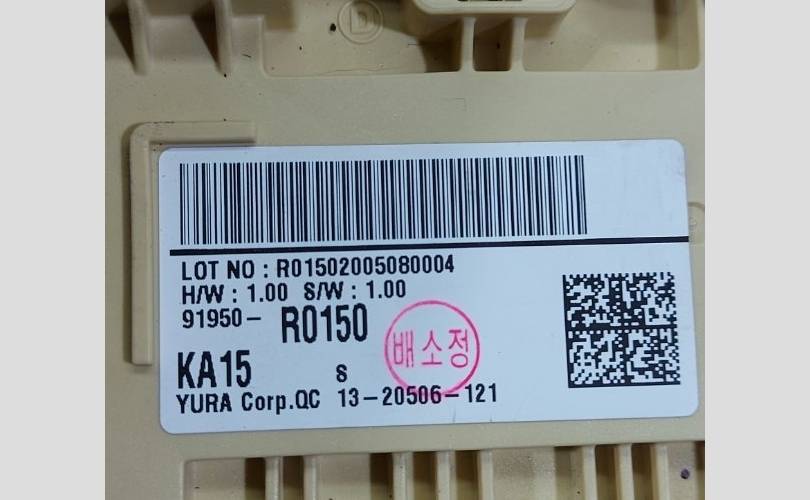 D
LOT NO : R01502005080004
H/W : 1.00 S/W : 1.00
91950- R0150
배소정
KA15 S
YURA Corp.QC 13-20506-121